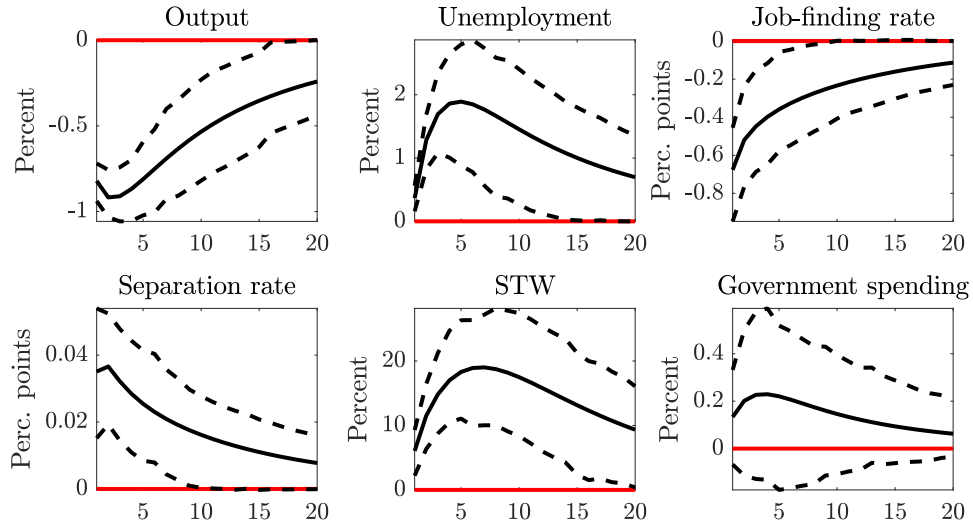 Output
Unemployment
Job-finding rate
Percent
0
-0.5
-1
5 10 15 20
Percent
2
1
0
5 10 15 20
Perc. points
0
-0.2
-0.4
-0.6
-0.8
5 10 15 20
Separation rate
STW
Government spending
Perc. points
0.04
0.02
0
5 10 15 20
Percent
20
10
0
5 10 15 20
Percent
0.4
0.2
0
5 10 15 20